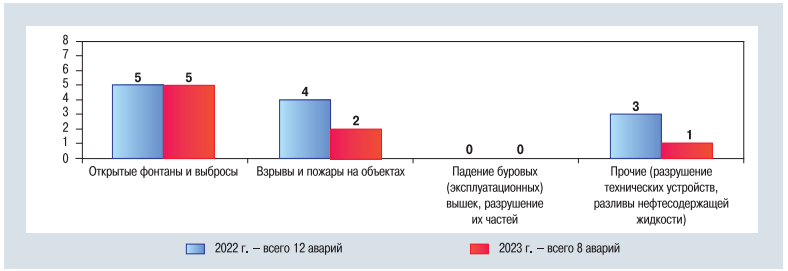 8
7
6
5
4
3
2
1
0
5 5
4
2
0 0
3
1
Открытые фонтаны и выбросы
Взрывы и пожары на объектах
Падение буровых
(эксплуатационных)
вышек, разрушение
их частей
Прочие (разрушение
технических устройств,
разливы нефтесодержащей
жидкости)
2022 г. – всего 12 аварий
2023 г. – всего 8 аварий